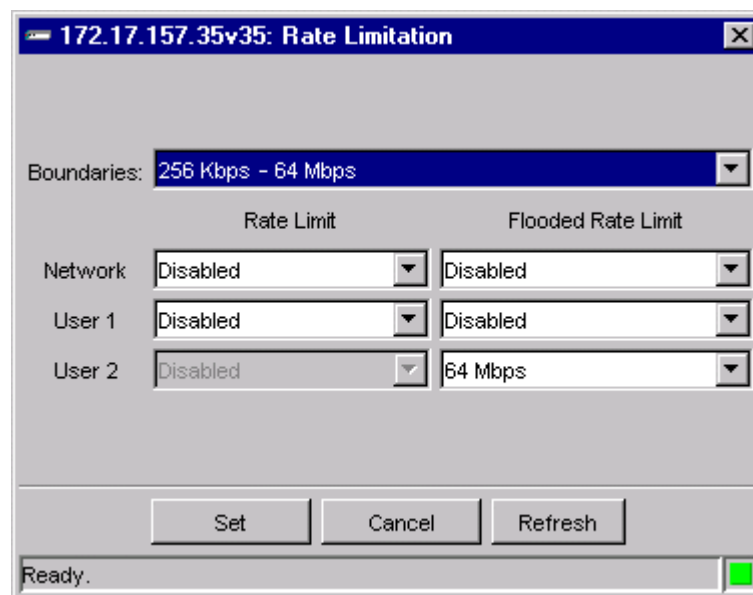 172.17.157.35v35: Rate Limitation
Boundaries: 256 Kbps - 64 Mbps
Rate Limit Flooded Rate Limit
Network Disabled Disabled
User 1 Disabled Disabled
User 2 Disabled 64 Mbps
Set Cancel Refresh
Ready.